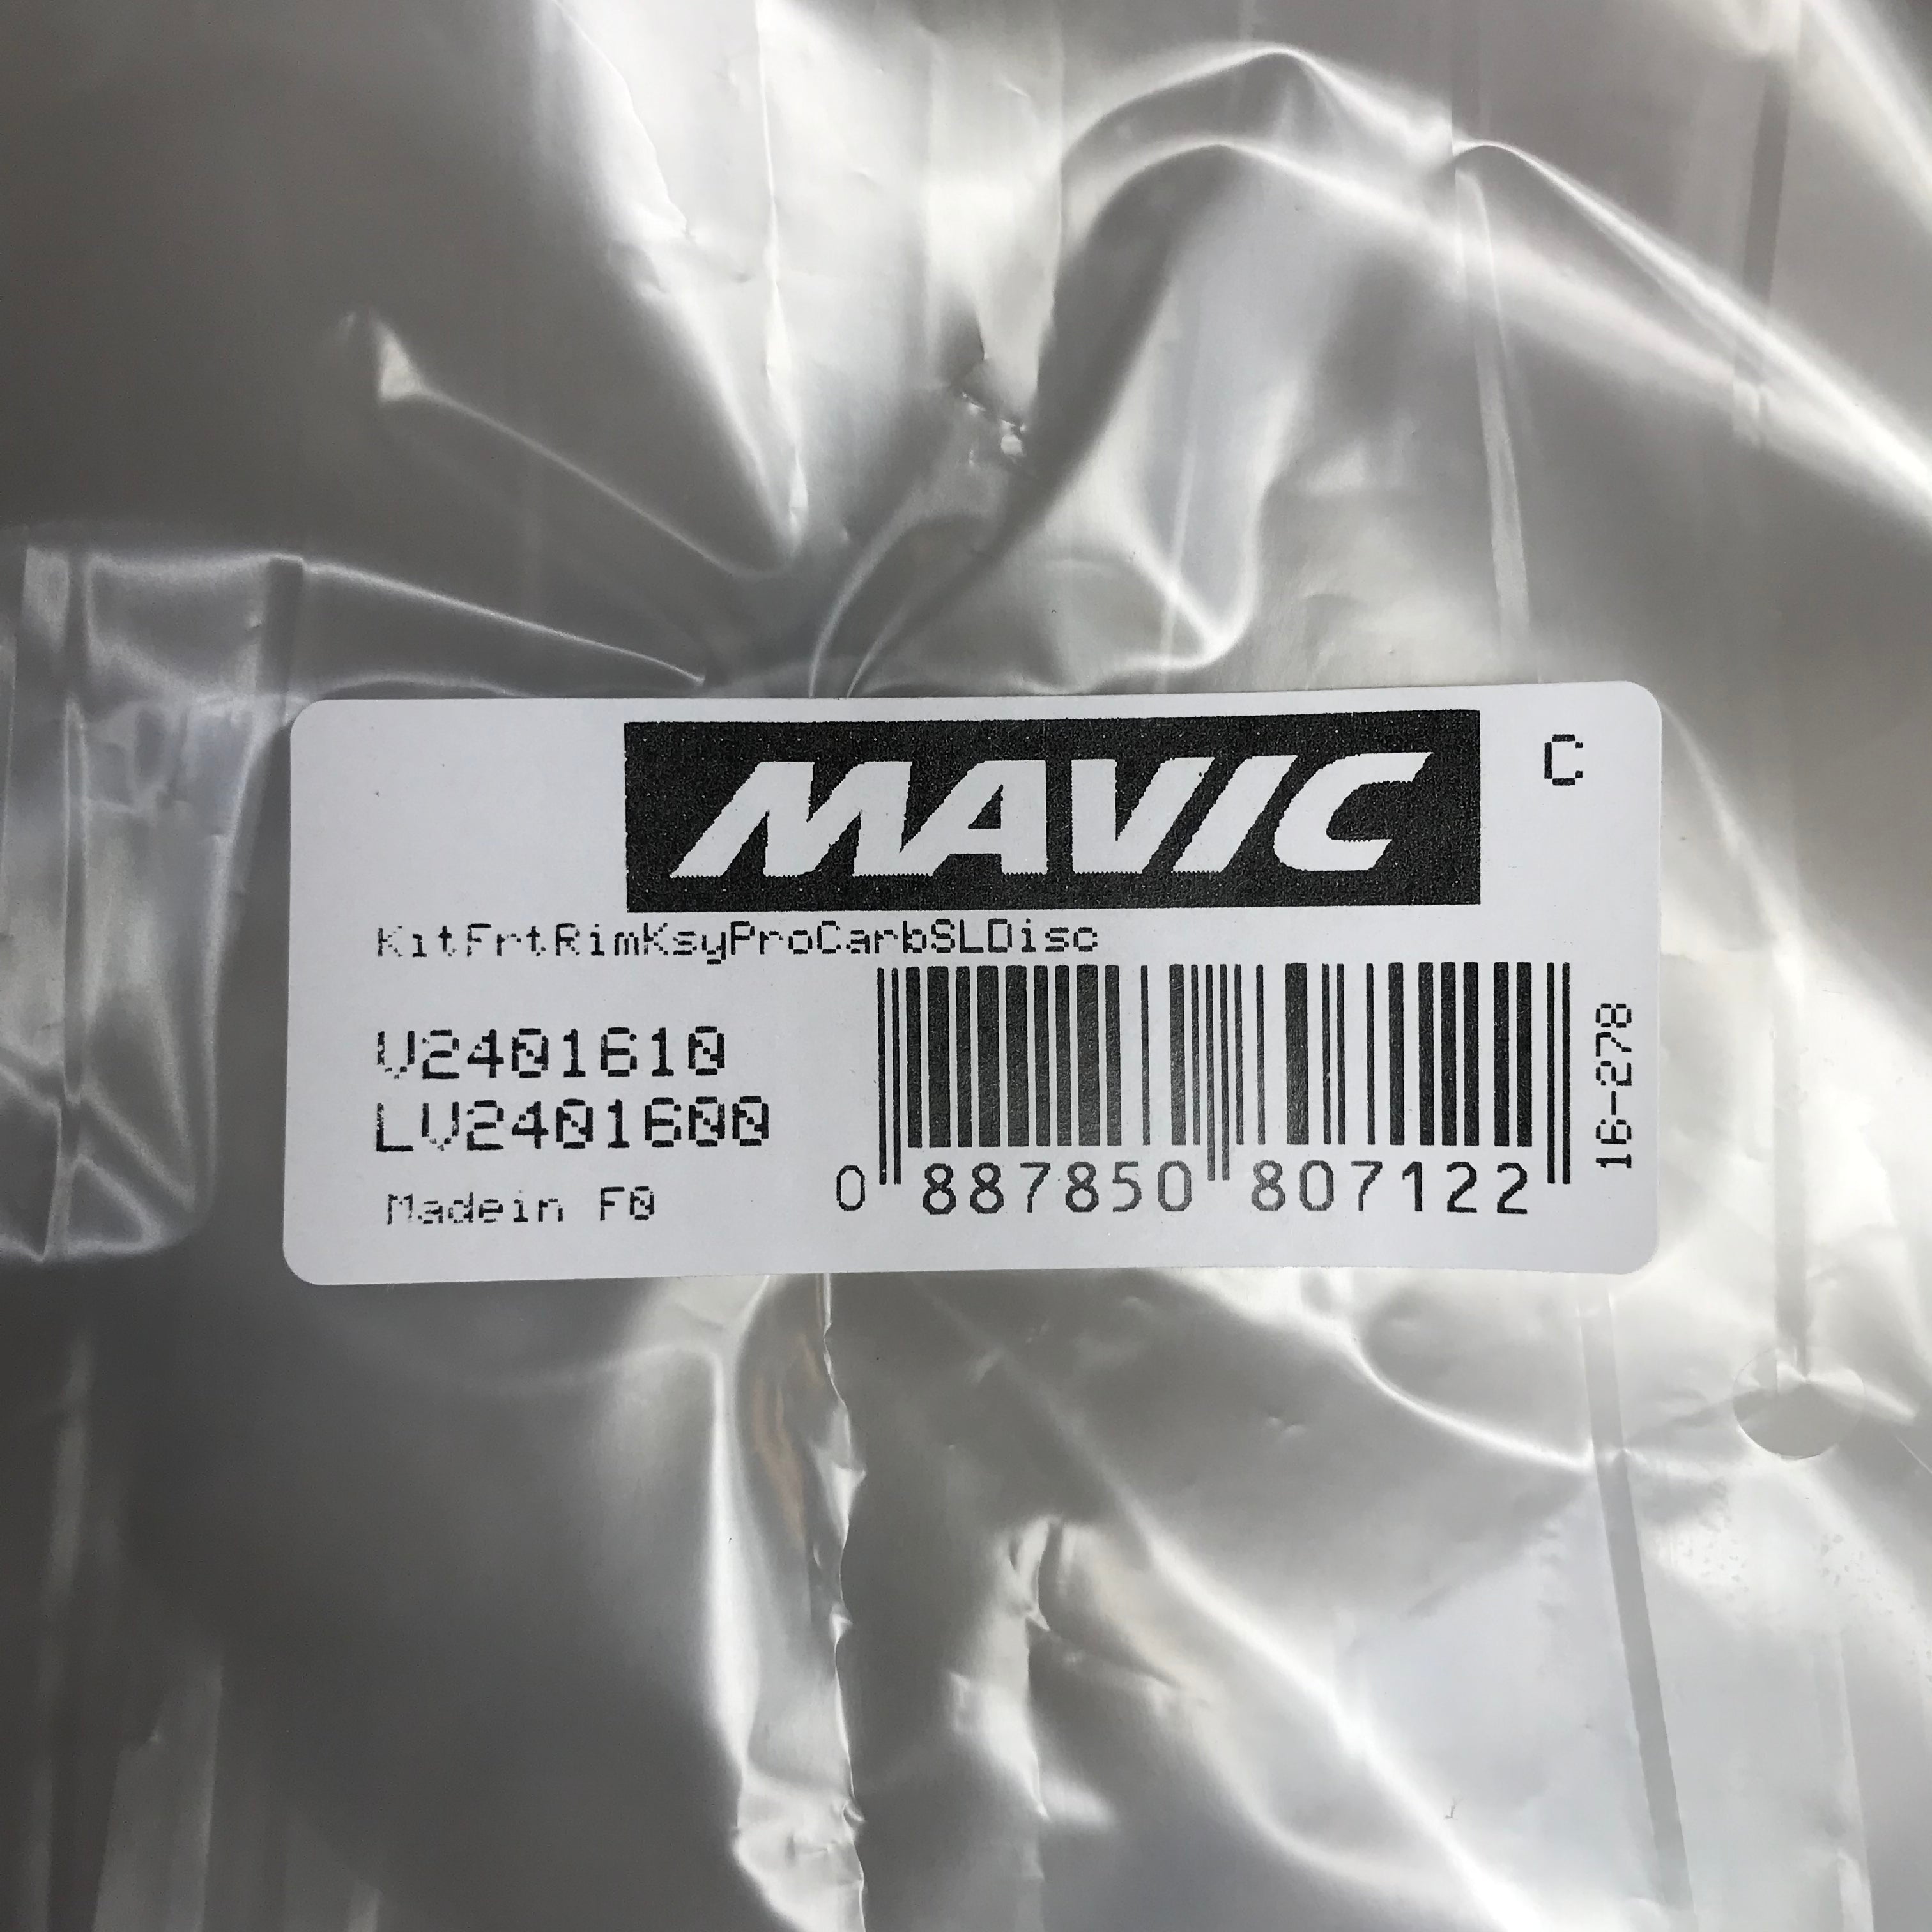 MAVIC
C
KitFrtRimKsyProCarbSLDisc
V2401610
LV2401600
Madein F0
0 887850 807122
16-278